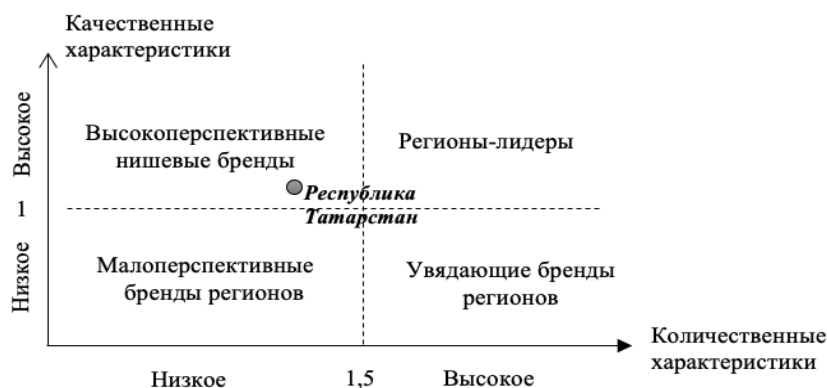 Качественные
характеристики
Высокое
Высокоперспективные
нишевые бренды
Регионы-лидеры
Республика
Татарстан
1
Низкое
Малоперспективные
бренды регионов
Увядающие бренды
регионов
Количественные
характеристики
Низкое
1,5
Высокое